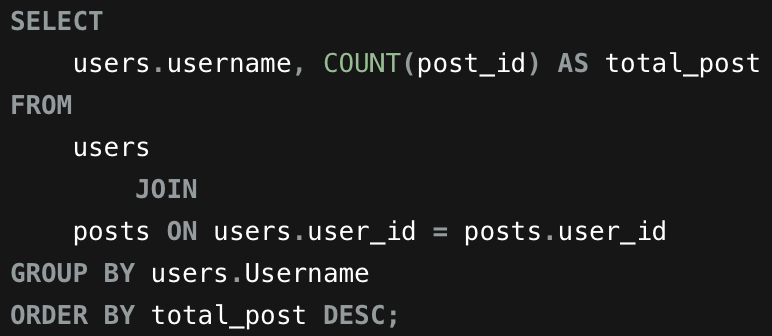 SELECT
users.username, COUNT(post_id) AS total_post
FROM
users
JOIN
posts ON users.user_id = posts.user_id
GROUP BY users.Username
ORDER BY total_post DESC;